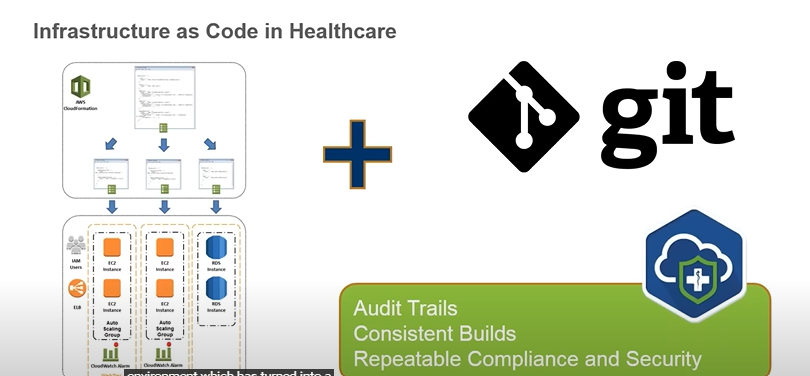 Infrastructure as Code in Healthcare
AWS
CloudFormation
git
IAM
Users
EC2
Instance
EC2
Instance
RDS
Instance
ELB
EC2
Instance
EC2
Instance
RDS
Instance
Auto
Scaling
Group
Auto
Scaling
Group
CloudWatch Alarm
CloudWatch Alarm
Audit Trails
Consistent Builds
Repeatable Compliance and Security
environment which has turned into a